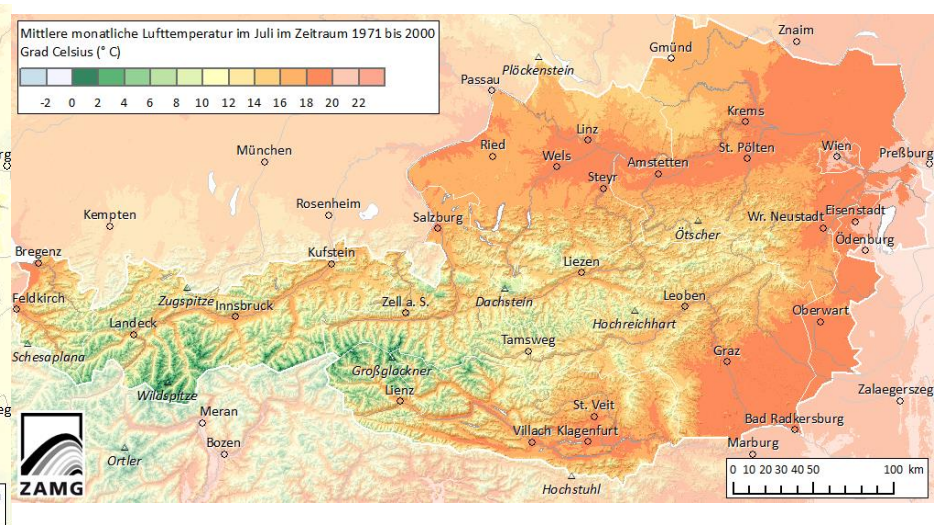 Mittlere monatliche Lufttemperatur im Juli im Zeitraum 1971 bis 2000
Grad Celsius (° C)
-2 0 2 4 6 8 10 12 14 16 18 20 22
Znaim
Gmünd
Plöckenstein
Passau
Krems
Linz
Ried
Wels
Amstetten
St. Pölten
Wien
Preßburg
München
Steyr
Rosenheim
Kempten
Salzburg
Ötscher
Wr. Neustadt
Eisenstadt
Ödenburg
Bregenz
Kufstein
Liezen
Feldkirch
Zugspitze
Innsbruck
Zell a. S.
Dachstein
Leoben
Oberwart
Landeck
Hochreichhart
Tamsweg
Schesaplana
Großglockner
Graz
Wildspitze
Lienz
Zalaegerszeg
Meran
St. Veit
Bad Radkersburg
Villach
Klagenfurt
Bozen
Marburg
Ortler
Hochstuhl
ZAMG
0 10 20 30 40 50 100 km